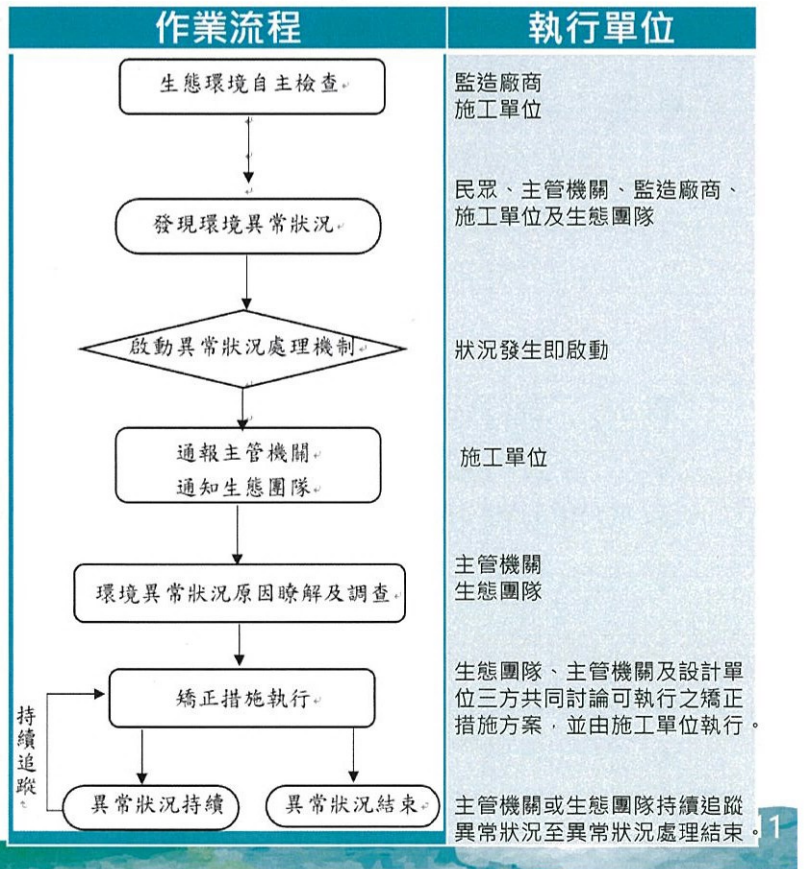 作業流程
執行單位
生態環境自主檢查
監造廠商
施工單位
發現環境異常狀況
民眾、主管機關、監造廠商、
施工單位及生態團隊
啟動異常狀況處理機制
狀況發生即啟動
通報主管機關
通知生態團隊
施工單位
環境異常狀況原因瞭解及調查
主管機關
生態團隊
矯正措施執行
生態團隊、主管機關及設計單
位三方共同討論可執行之矯正
措施方案，並由施工單位執行。
持續追蹤
異常狀況持續
異常狀況結束
主管機關或生態團隊持續追蹤
異常狀況至異常狀況處理結束。
1